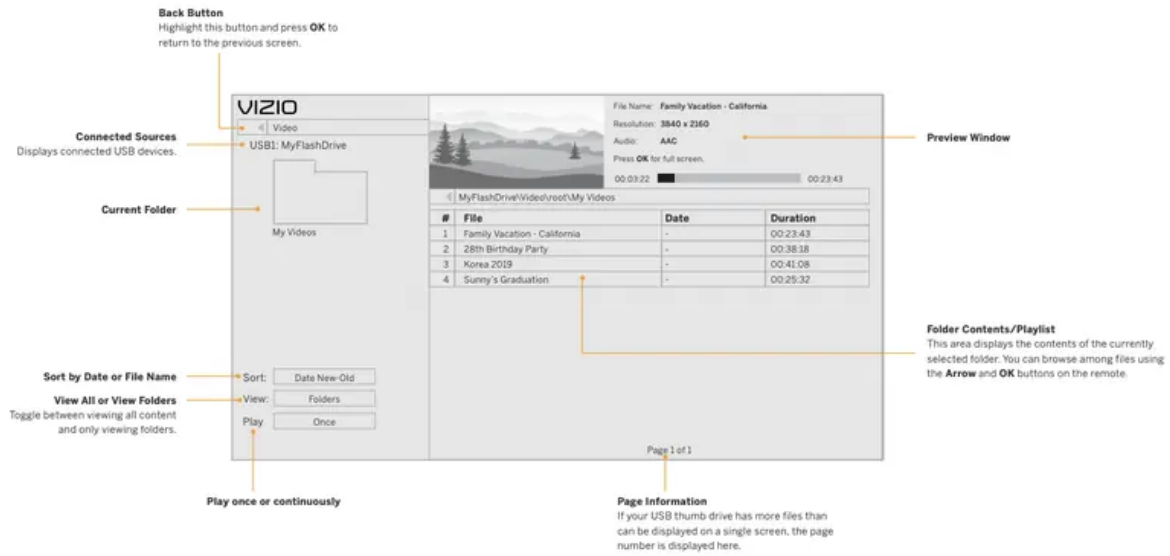 Back Button
Highlight this button and press OK to
return to the previous screen.
VIZIO
Video
Connected Sources
Displays connected USB devices.
USB1: MyFlashDrive
Current Folder
My Videos
File Name: Family Vacation - California
Resolution: 3840 x 2160
Audio: AAC
Press OK for full screen.
00:03:22 00:23:43
Preview Window
MyFlashDrive\Video\root\My Videos
# File Date Duration
1 Family Vacation - California - 00:23:43
2 28th Birthday Party - 00:38:18
3 Korea 2019 - 00:41:08
4 Sunny's Graduation - 00:25:32
Folder Contents/Playlist
This area displays the contents of the currently
selected folder. You can browse among files using
the Arrow and OK buttons on the remote.
Sort by Date or File Name
Sort: Date New-Old
View All or View Folders
Toggle between viewing all content
and only viewing folders.
View: Folders
Play Once
Page 1 of 1
Play once or continuously
Page Information
If your USB thumb drive has more files than
can be displayed on a single screen, the page
number is displayed here.